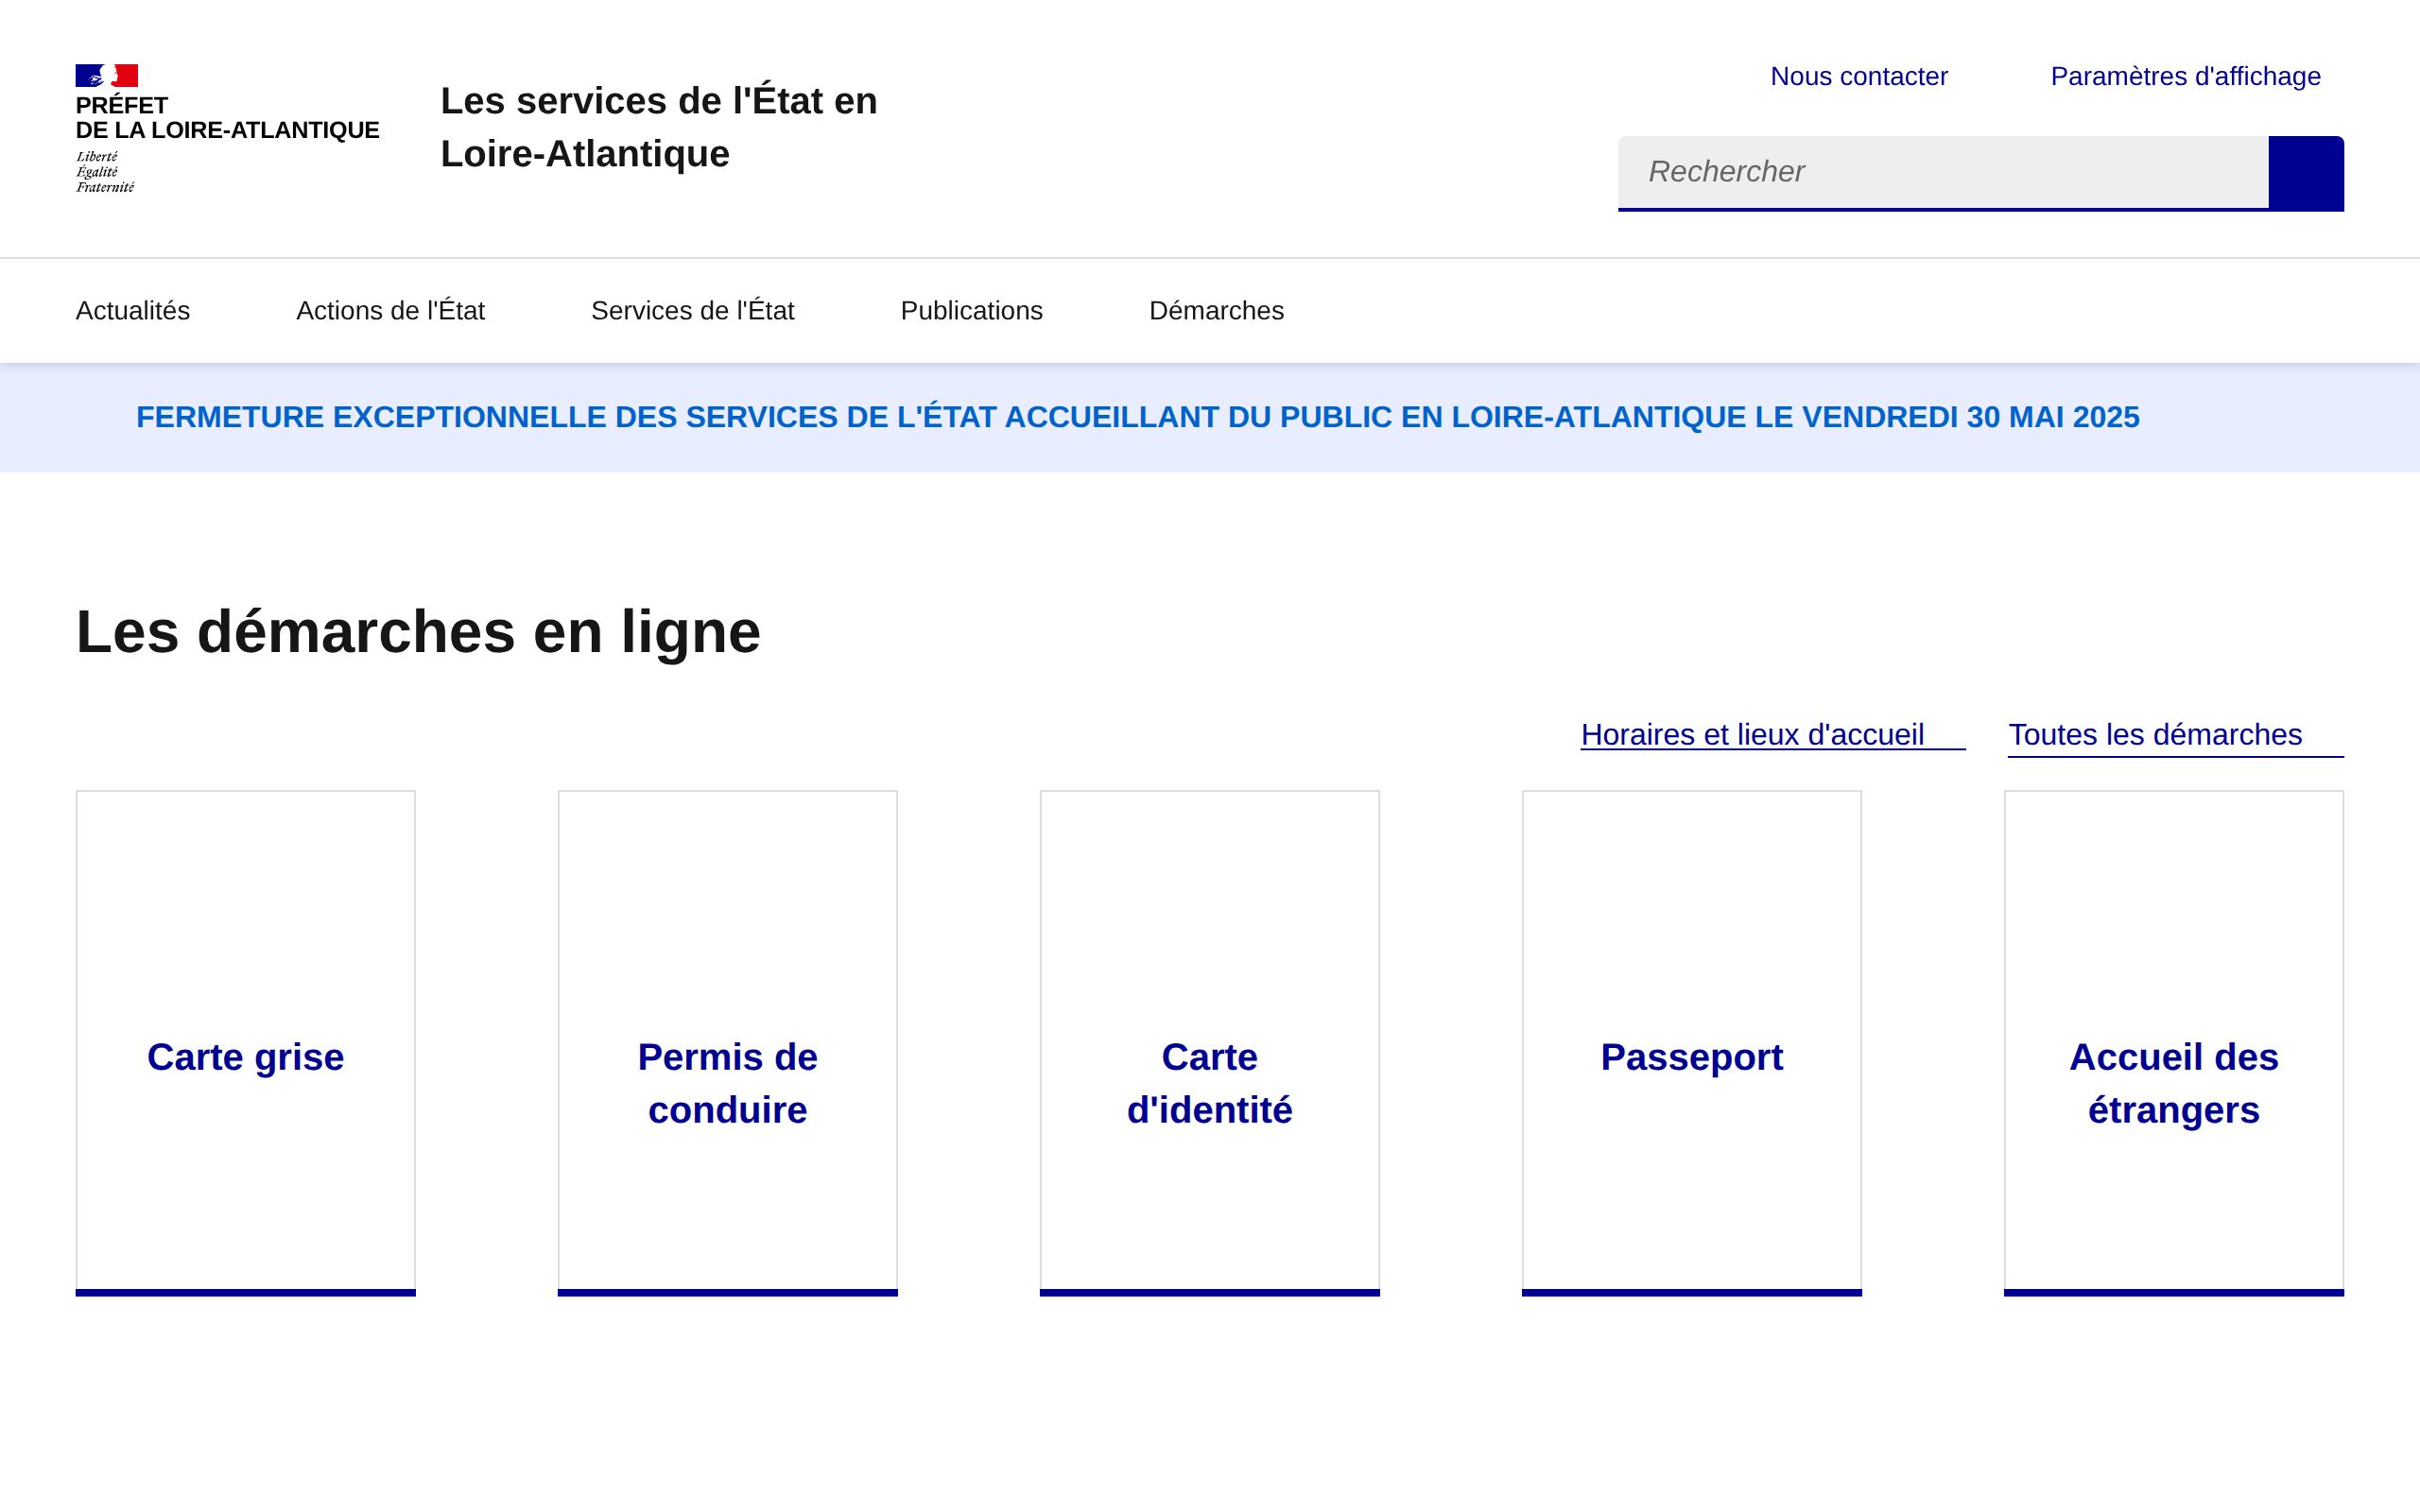 PRÉFET
DE LA LOIRE-ATLANTIQUE
Liberté
Égalité
Fraternité
Les services de l'État en
Loire-Atlantique
Nous contacter
Paramètres d'affichage
Rechercher
Actualités
Actions de l'État
Services de l'État
Publications
Démarches
FERMETURE EXCEPTIONNELLE DES SERVICES DE L'ÉTAT ACCUEILLANT DU PUBLIC EN LOIRE-ATLANTIQUE LE VENDREDI 30 MAI 2025
Les démarches en ligne
Horaires et lieux d'accueil
Toutes les démarches
Carte grise
Permis de
conduire
Carte
d'identité
Passeport
Accueil des
étrangers